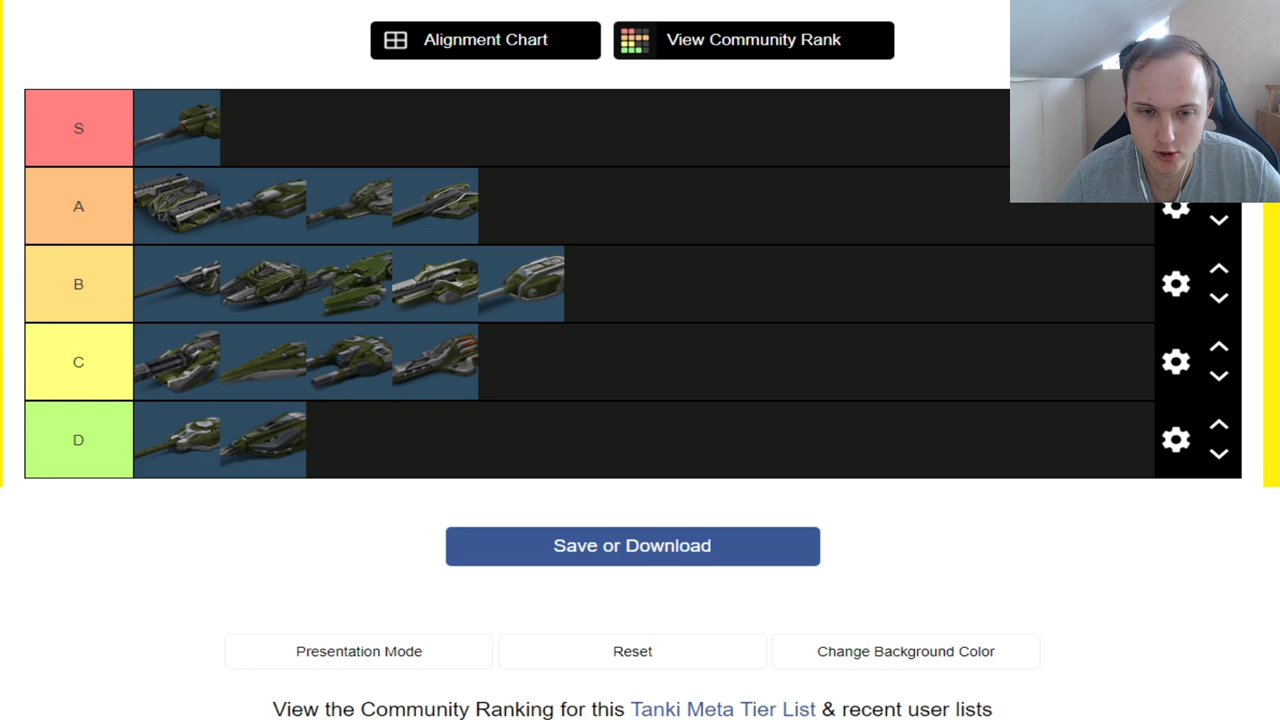 Alignment Chart
View Community Rank
S
A
B
C
D
Save or Download
Presentation Mode
Reset
Change Background Color
View the Community Ranking for this Tanki Meta Tier List & recent user lists